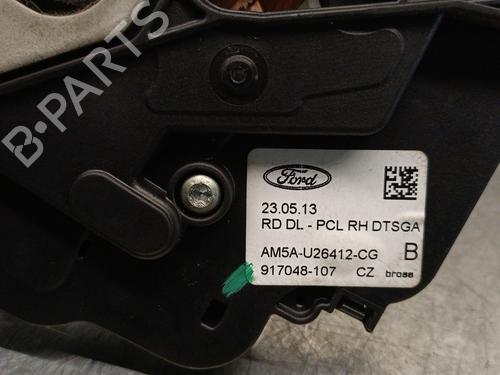 B-PARTS
Ford
23.05.13
RD DL - PCL RH DTSGA
AM5A-U26412-CG B
917048-107 CZ brose